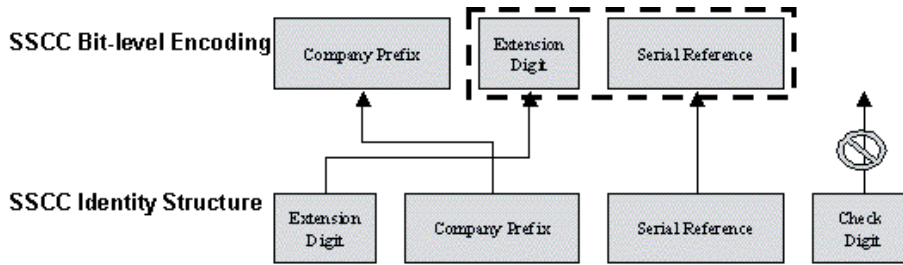 SSCC Bit-level Encoding
Company Prefix
Extension
Digit
Serial Reference
SSCC Identity Structure
Extension
Digit
Company Prefix
Serial Reference
Check
Digit